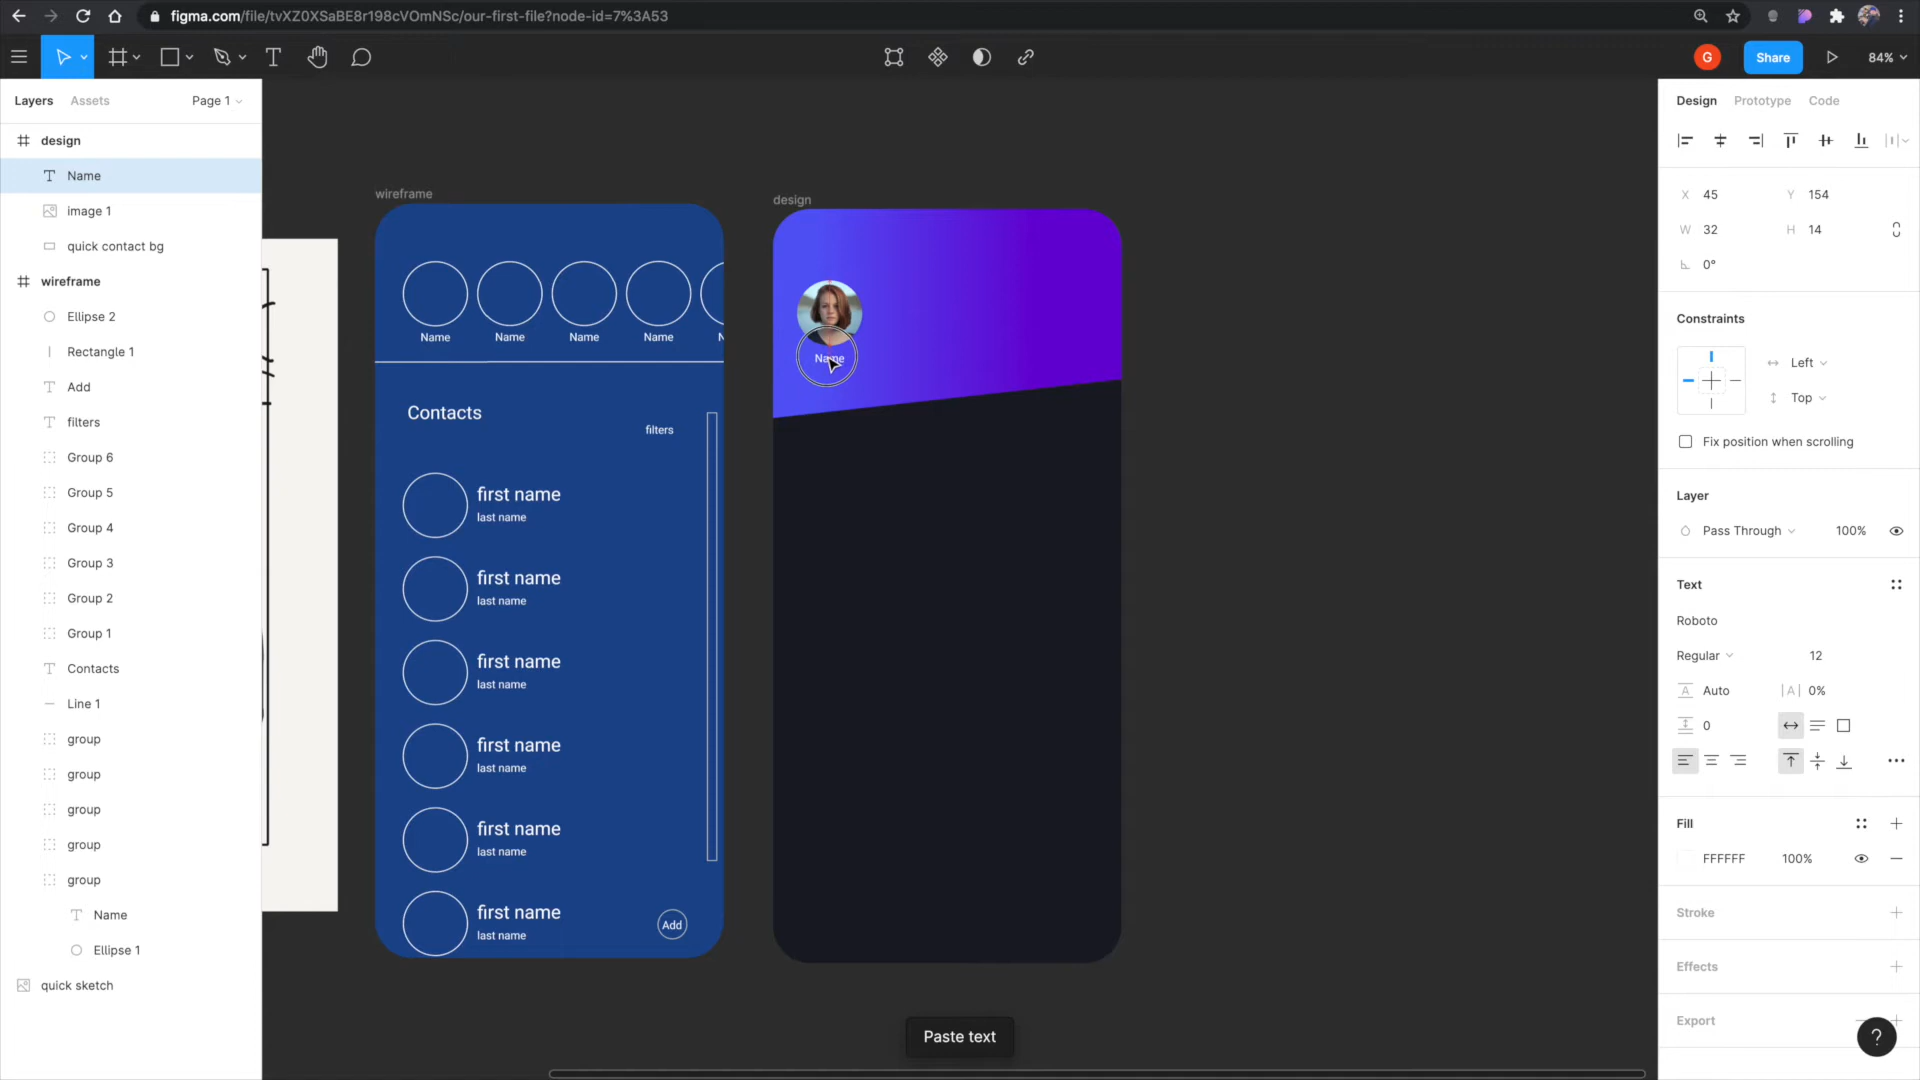 figma.com/file/tvXZ0XSaBE8r198cVOmNSc/our-first-file?node-id=7%3A53
G
Share
84%
Layers
Assets
Page 1
design
Name
image 1
quick contact bg
wireframe
Ellipse 2
Rectangle 1
Add
filters
Group 6
Group 5
Group 4
Group 3
Group 2
Group 1
Contacts
Line 1
group
group
group
group
group
Name
Ellipse 1
quick sketch
wireframe
Name
Name
Name
Name
N
Contacts
filters
first name
last name
first name
last name
first name
last name
first name
last name
first name
last name
first name
last name
Add
design
Name
Paste text
Design
Prototype
Code
X 45
Y 154
W 32
H 14
0°
Constraints
Left
Top
Fix position when scrolling
Layer
Pass Through
100%
Text
Roboto
Regular
12
A Auto
|A| 0%
0
Fill
FFFFFF
100%
Stroke
Effects
Export
?